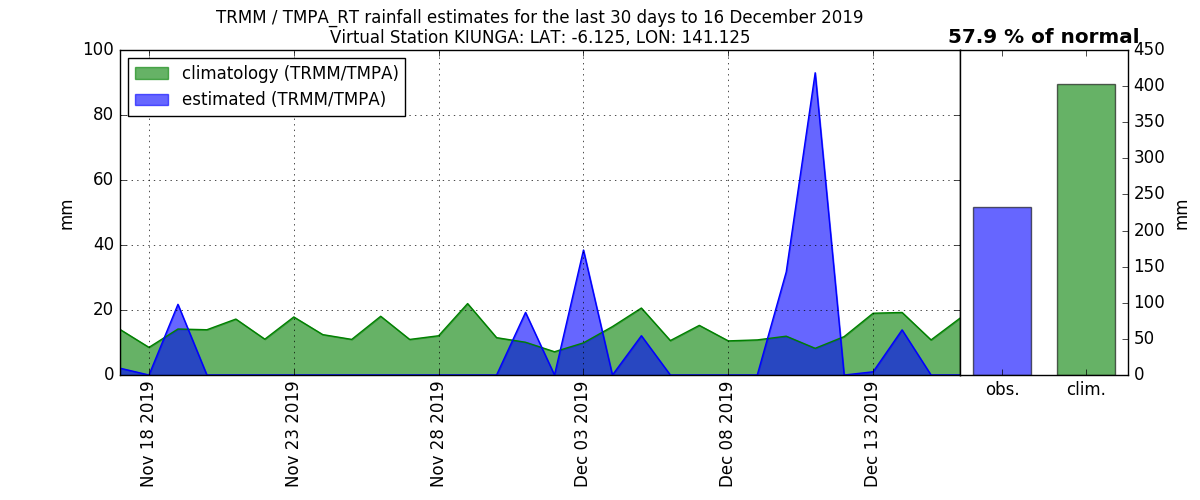 TRMM / TMPA_RT rainfall estimates for the last 30 days to 16 December 2019
Virtual Station KIUNGA: LAT: -6.125, LON: 141.125
57.9 % of normal
climatology (TRMM/TMPA)
estimated (TRMM/TMPA)
100
80
60
40
20
0
mm
Nov 18 2019
Nov 23 2019
Nov 28 2019
Dec 03 2019
Dec 08 2019
Dec 13 2019
450
400
350
300
250
200
150
100
50
0
mm
obs.
clim.